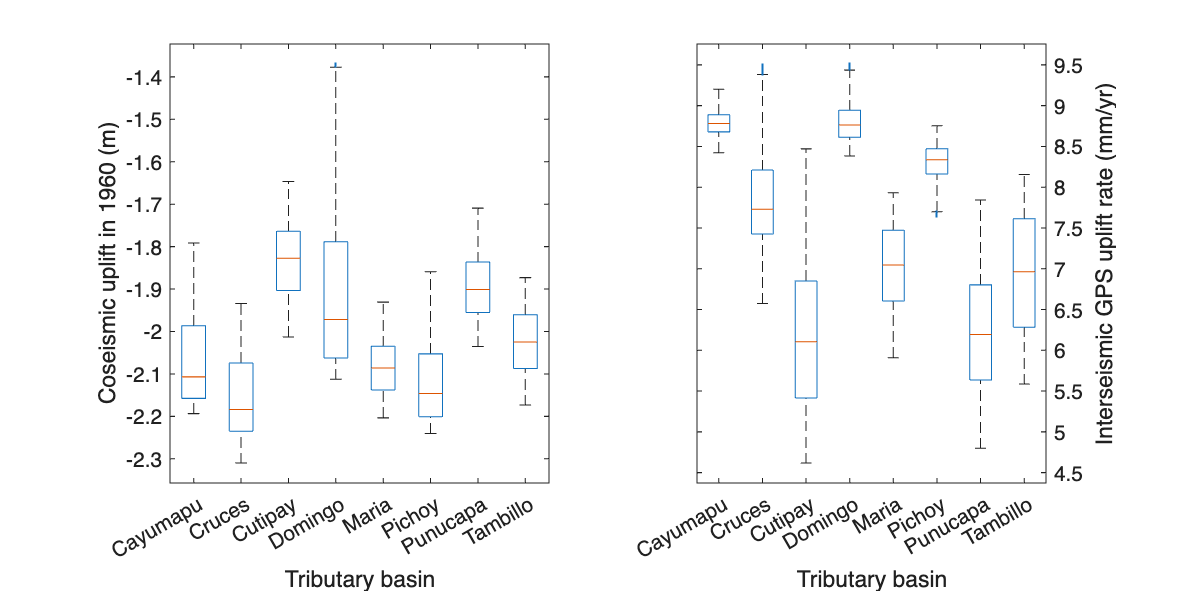 Coseismic uplift in 1960 (m)
-1.4
-1.5
-1.6
-1.7
-1.8
-1.9
-2
-2.1
-2.2
-2.3
Cayumapu
Cruces
Cutipay
Domingo
Maria
Pichoy
Punucapa
Tambillo
Tributary basin
9.5
9
8.5
8
7.5
7
6.5
6
5.5
5
4.5
Interseismic GPS uplift rate (mm/yr)
Cayumapu
Cruces
Cutipay
Domingo
Maria
Pichoy
Punucapa
Tambillo
Tributary basin